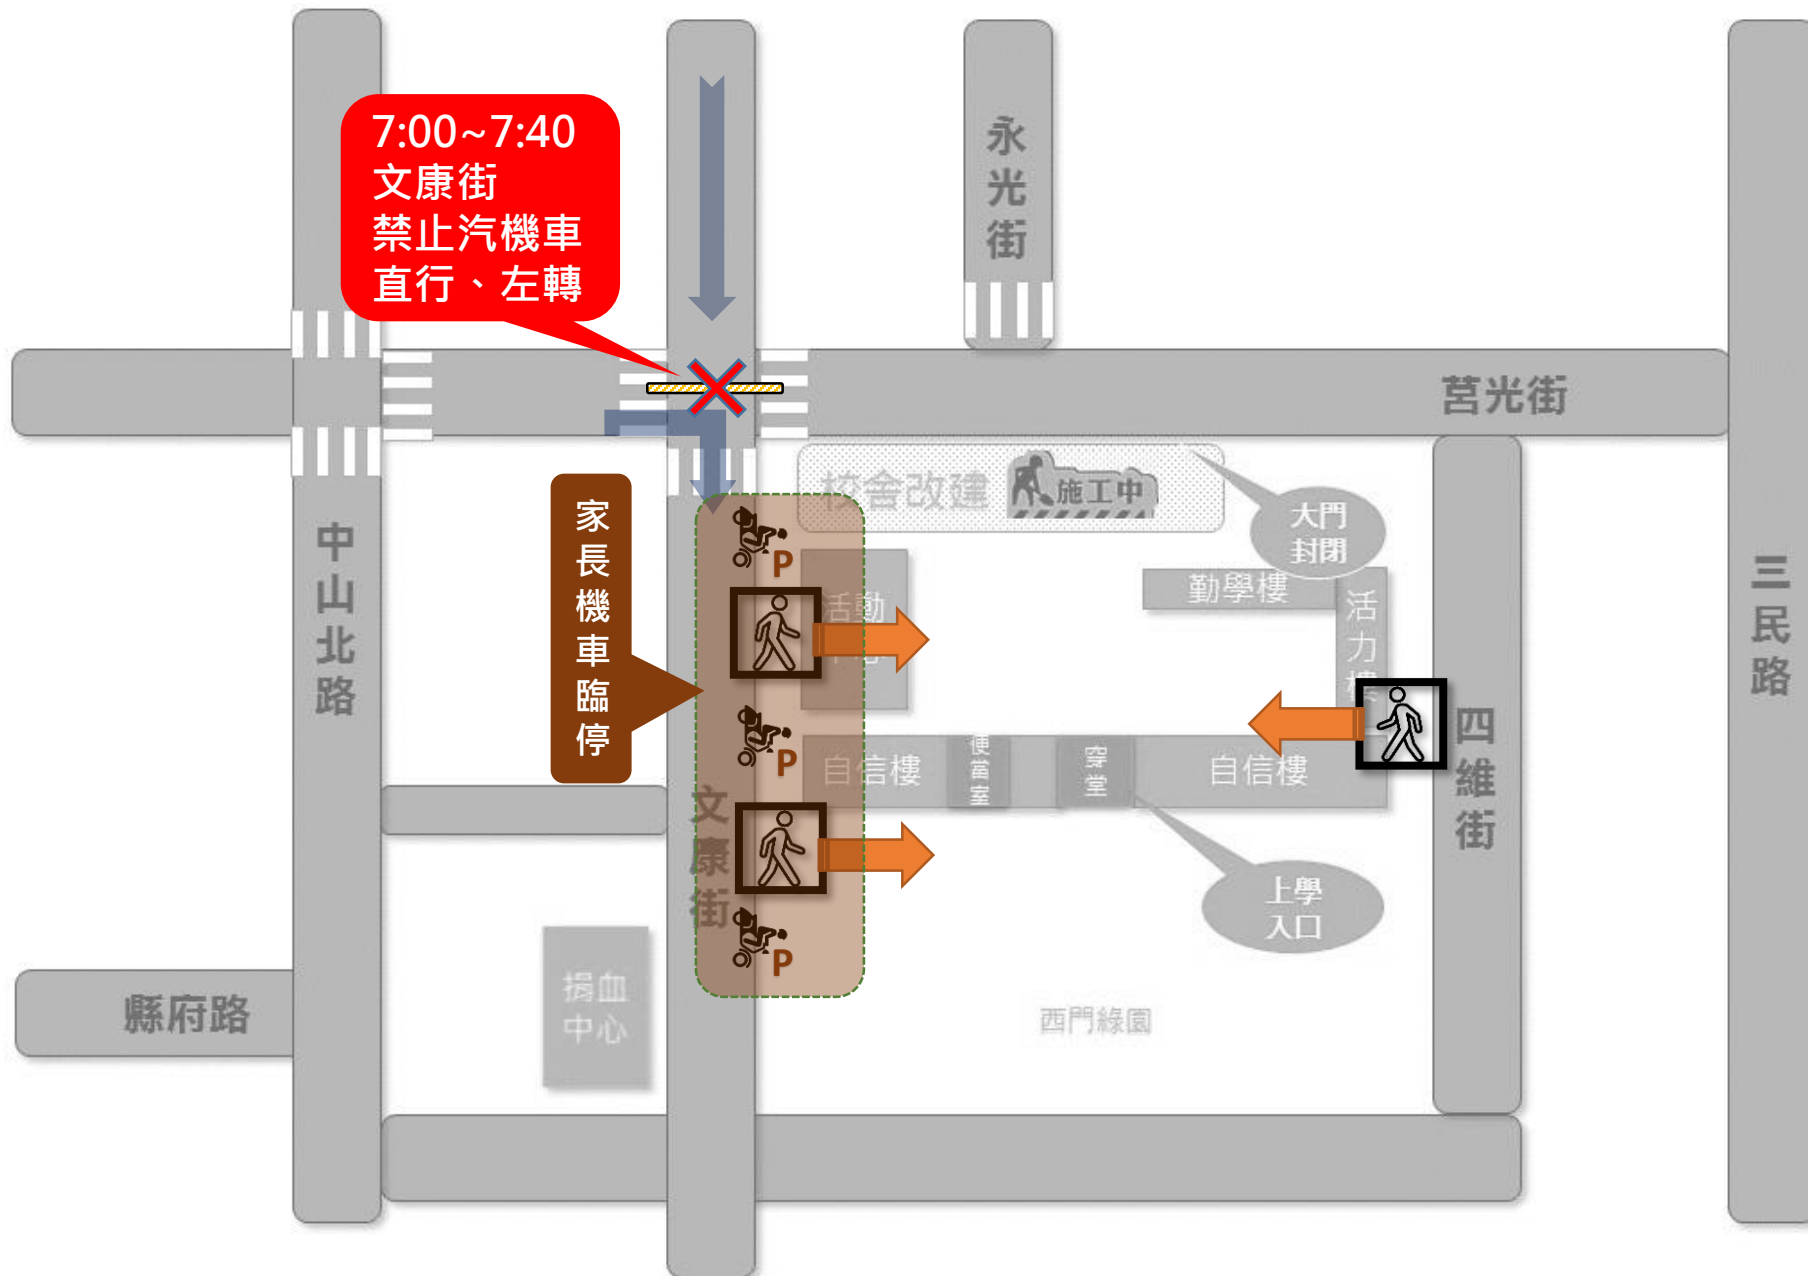 7:00~7:40
文康街
禁止汽機車
直行、左轉
永光街
莒光街
校舍改建
施工中
大門
封閉
家長機車臨停
中山北路
三民路
P
活動
中心
勤學樓
活力樓
P
自信樓
便當室
穿堂
自信樓
四維街
文康街
上學
入口
P
捐血
中心
縣府路
西門綠園